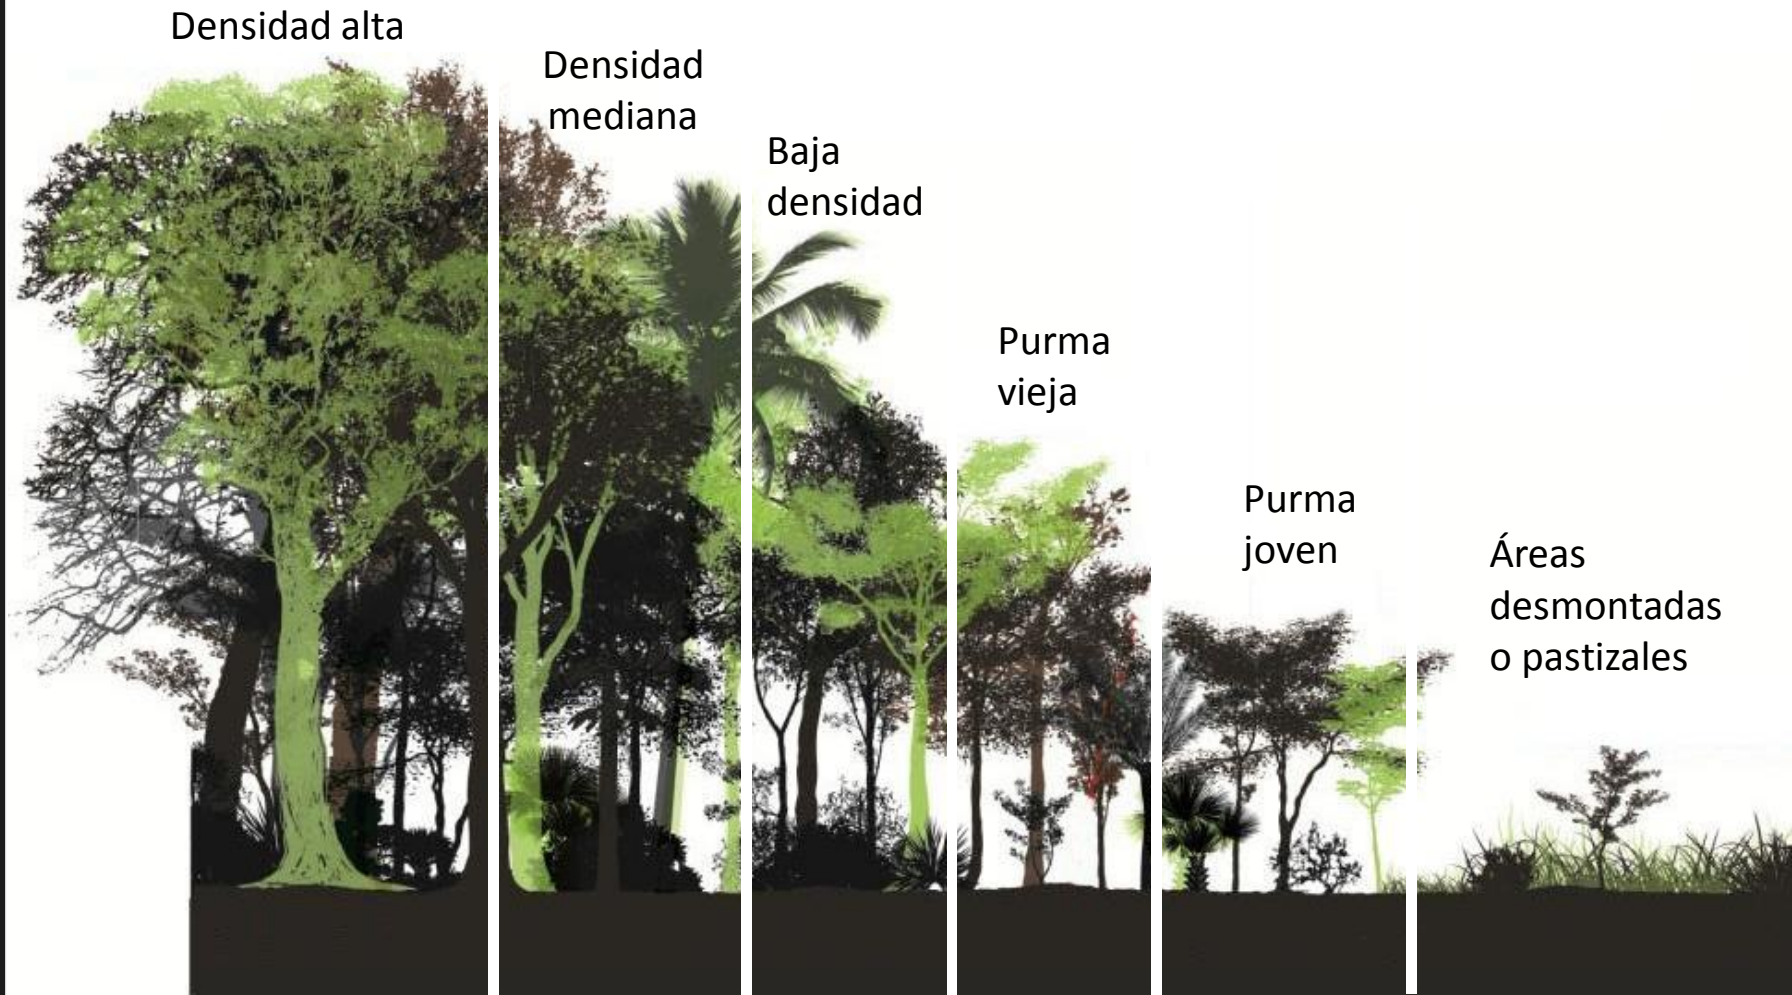 Densidad alta
Densidad
mediana
Baja
densidad
Purma
vieja
Purma
joven
Áreas
desmontadas
o pastizales